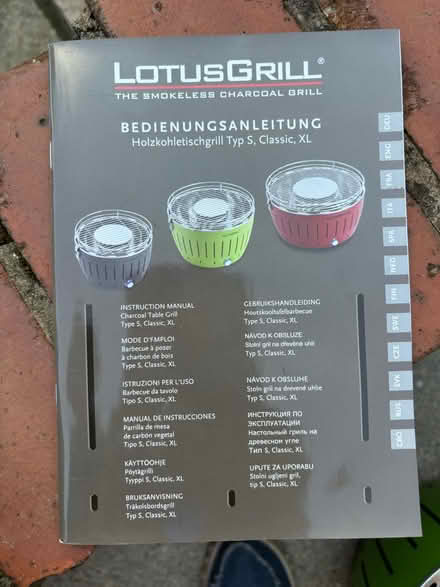 LOTUSGRILL®
THE SMOKELESS CHARCOAL GRILL
BEDIENUNGSANLEITUNG
Holzkohletischgrill Typ S, Classic, XL
INSTRUCTION MANUAL
Charcoal Table Grill
Type S, Classic, XL
MODE D'EMPLOI
Barbecue à poser
à charbon de bois
Type S, Classic, XL
ISTRUZIONI PER L'USO
Barbecue da tavolo
Tipo S, Classic, XL
MANUAL DE INSTRUCCIONES
Parrilla de mesa
de carbón vegetal
Tipo S, Classic, XL
KÄYTTÖOHJE
Pöytägrilli
Tyyppi S, Classic, XL
BRUKSANVISNING
Träkolsbordsgrill
Typ S, Classic, XL
GEBRUIKSHANDLEIDING
Houtskooltafelbarbecue
Type S, Classic, XL
NÁVOD K OBSLUZE
Stolní gril na dřevěné uhlí
Typ S, Classic, XL
NÁVOD K OBSLUHE
Stolní gril na drevené uhlie
Typ S, Classic, XL
ИНСТРУКЦИЯ ПО
ЭКСПЛУАТАЦИИ
Настольный гриль на
древесном угле
Тип S, Classic, XL
UPUTE ZA UPORABU
Stolni ugljeni gril,
tip S, Classic, XL
DEU
ENG
FRA
ITA
SPA
NED
FIN
SWE
CZE
SVK
RUS
CRO